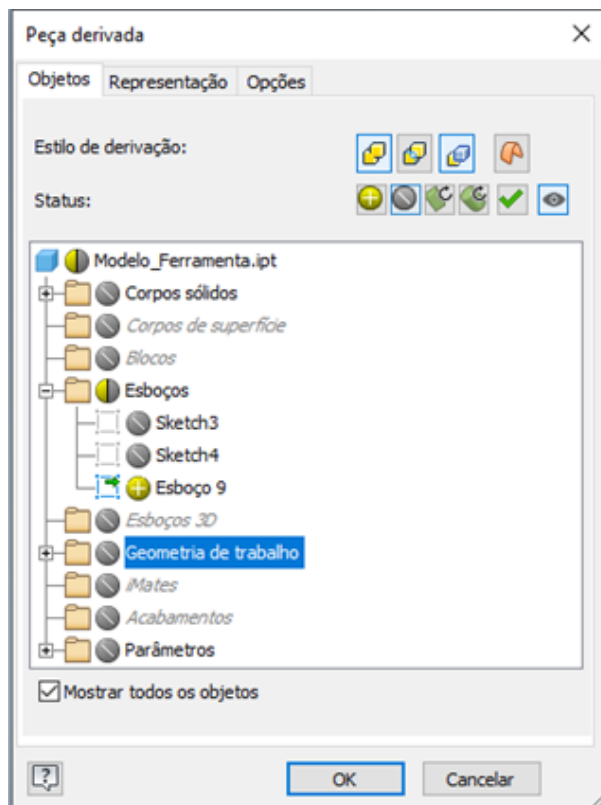 Peça derivada
Objetos Representação Opções
Estilo de derivação:
Status:
Modelo_Ferramenta.ipt
Corpos sólidos
Corpos de superfície
Blocos
Esboços
Sketch3
Sketch4
Esboço 9
Esboços 3D
Geometria de trabalho
iMates
Acabamentos
Parâmetros
Mostrar todos os objetos
OK Cancelar